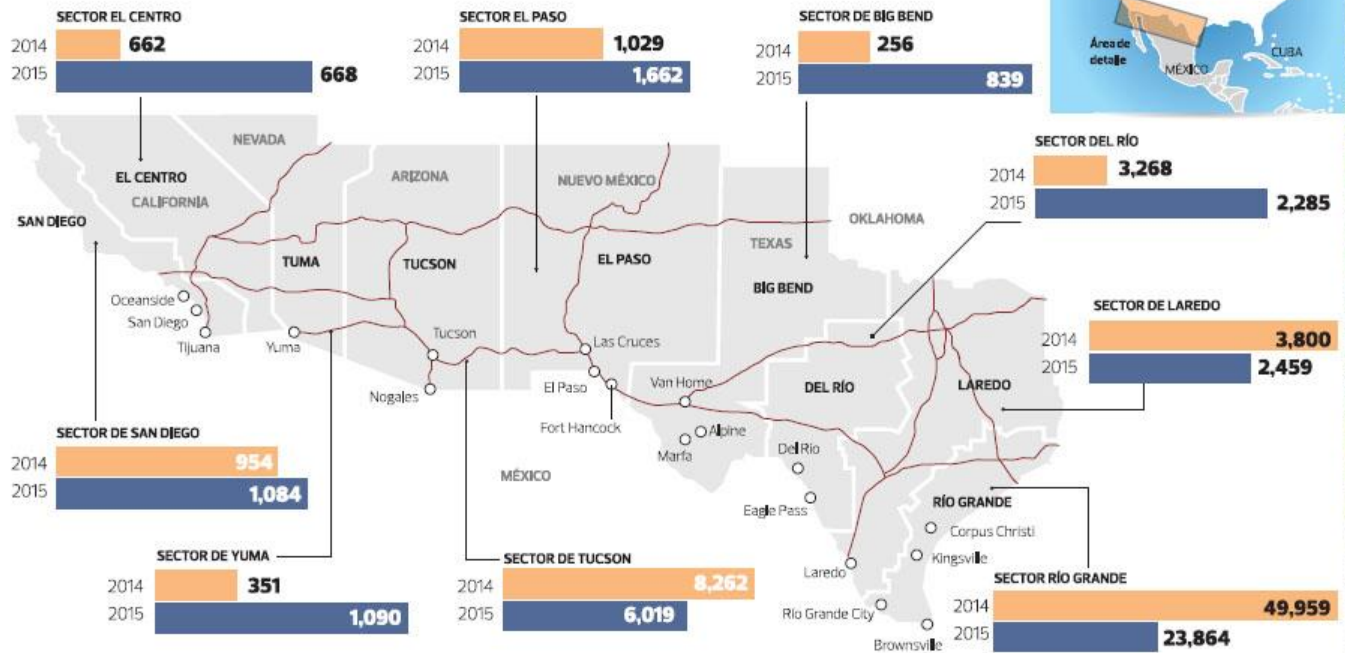 SECTOR EL CENTRO
2014 662
2015 668
SECTOR EL PASO
2014 1,029
2015 1,662
SECTOR DE BIG BEND
2014 256
2015 839
Área de
detalle
MÉXICO
CUBA
SECTOR DEL RÍO
2014 3,268
2015 2,285
SECTOR DE LAREDO
2014 3,800
2015 2,459
NEVADA
EL CENTRO
CALIFORNIA
SAN DIEGO
ARIZONA
NUEVO MÉXICO
OKLAHOMA
TEXAS
TUMA
TUCSON
EL PASO
BIG BEND
DEL RÍO
LAREDO
RÍO GRANDE
MÉXICO
Oceanside
San Diego
Tijuana
Yuma
Tucson
Nogales
Las Cruces
El Paso
Fort Hancock
Van Home
Alpine
Marfa
Del Río
Eagle Pass
Corpus Christi
Kingsville
Laredo
Río Grande City
Brownsville
SECTOR DE SAN DIEGO
2014 954
2015 1,084
SECTOR DE YUMA
2014 351
2015 1,090
SECTOR DE TUCSON
2014 8,262
2015 6,019
SECTOR RÍO GRANDE
2014 49,959
2015 23,864